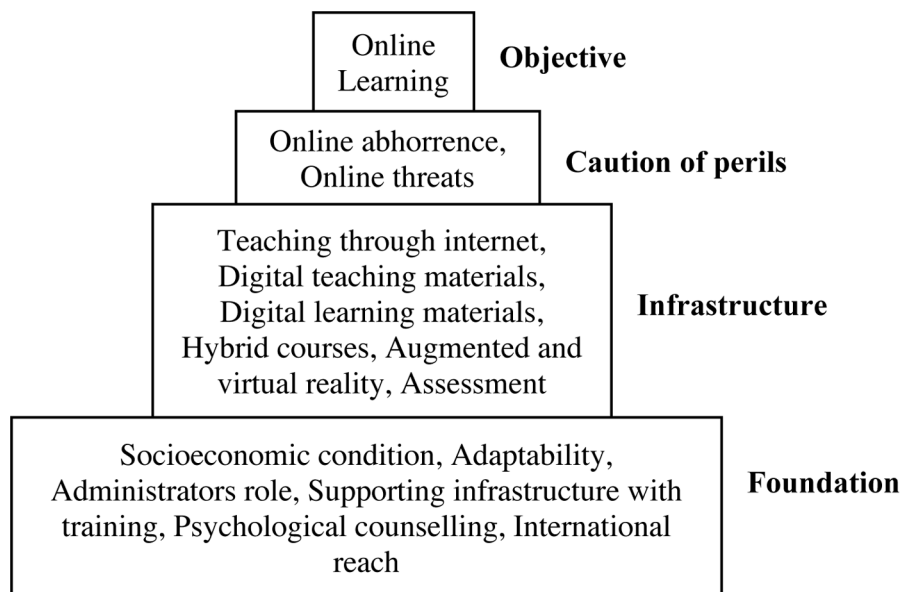 Online
Learning
Objective
Online abhorrence,
Online threats
Caution of perils
Teaching through internet,
Digital teaching materials,
Digital learning materials,
Hybrid courses, Augmented and
virtual reality, Assessment
Infrastructure
Socioeconomic condition, Adaptability,
Administrators role, Supporting infrastructure with
training, Psychological counselling, International
reach
Foundation